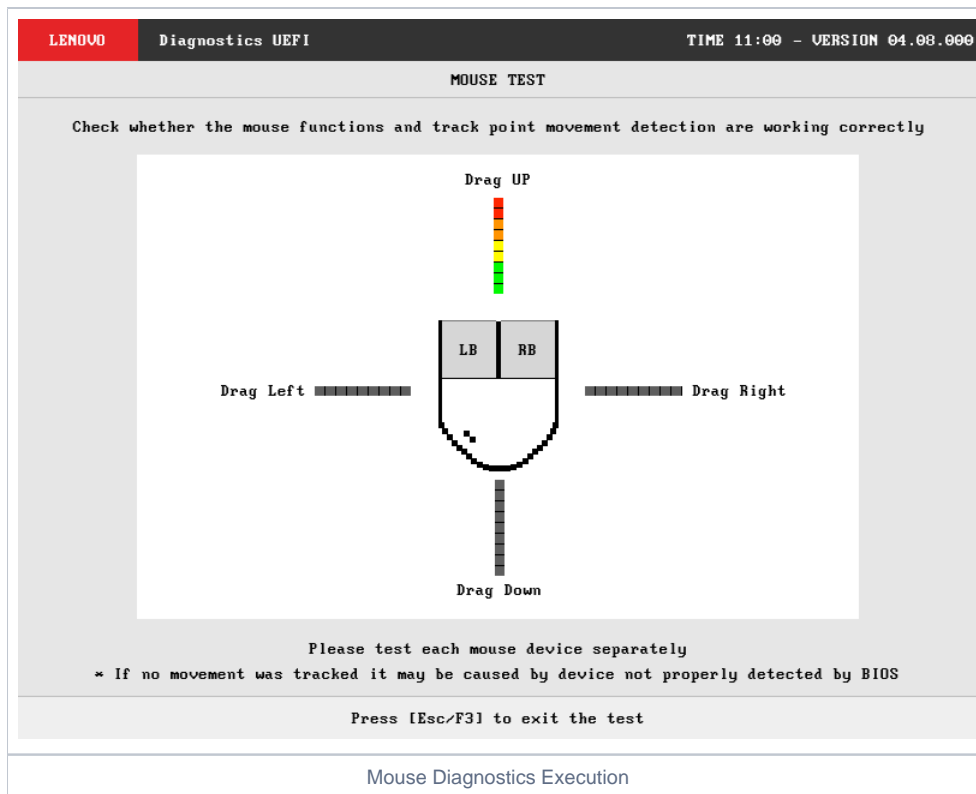 LENOVO Diagnostics UEFI TIME 11:00 - VERSION 04.08.000
MOUSE TEST
Check whether the mouse functions and track point movement detection are working correctly
Drag UP
LB RB
Drag Left Drag Right
Drag Down
Please test each mouse device separately
* If no movement was tracked it may be caused by device not properly detected by BIOS
Press [Esc/F3] to exit the test
Mouse Diagnostics Execution